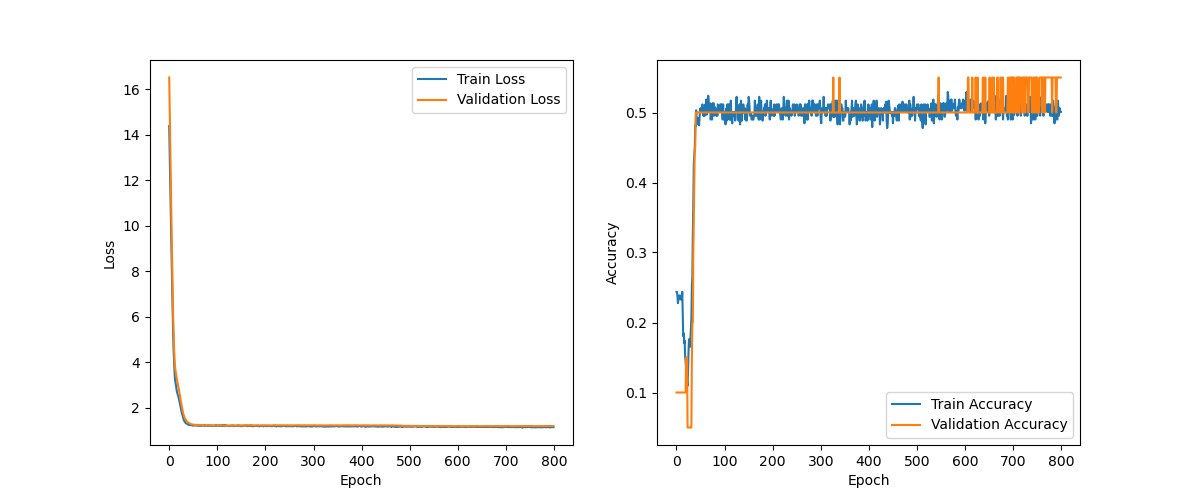 16
14
12
10
8
6
4
2
0 100 200 300 400 500 600 700 800
Loss
Epoch
Train Loss
Validation Loss
0.5
0.4
0.3
0.2
0.1
0 100 200 300 400 500 600 700 800
Accuracy
Epoch
Train Accuracy
Validation Accuracy